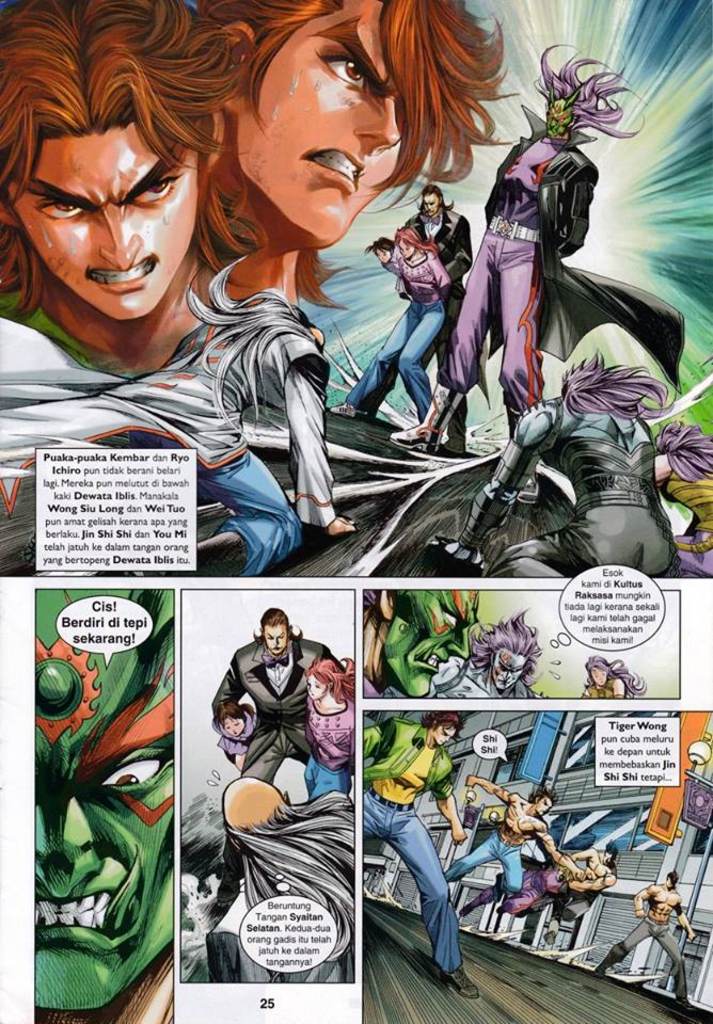 Puaka-puaka Kembar dan Ryo
Ichiro pun tidak berani belari
lagi. Mereka pun melutut di bawah
kaki Dewata Iblis. Manakala
Wong Siu Long dan Wei Tuo
pun amat gelisah kerana apa yang
berlaku. Jin Shi Shi dan You Mi
telah jatuh ke dalam tangan orang
yang bertopeng Dewata Iblis itu.
Cis!
Berdiri di tepi
sekarang!
Beruntung
Tangan Syaitan
Selatan. Kedua-dua
orang gadis itu telah
jatuh ke dalam
tangannya!
Esok
kami di Kultus
Raksasa mungkin
tiada lagi kerana sekali
lagi kami telah gagal
melaksanakan
misi kami!
Shi
Shi!
Tiger Wong
pun cuba meluru
ke depan untuk
membebaskan Jin
Shi Shi tetapi...
25